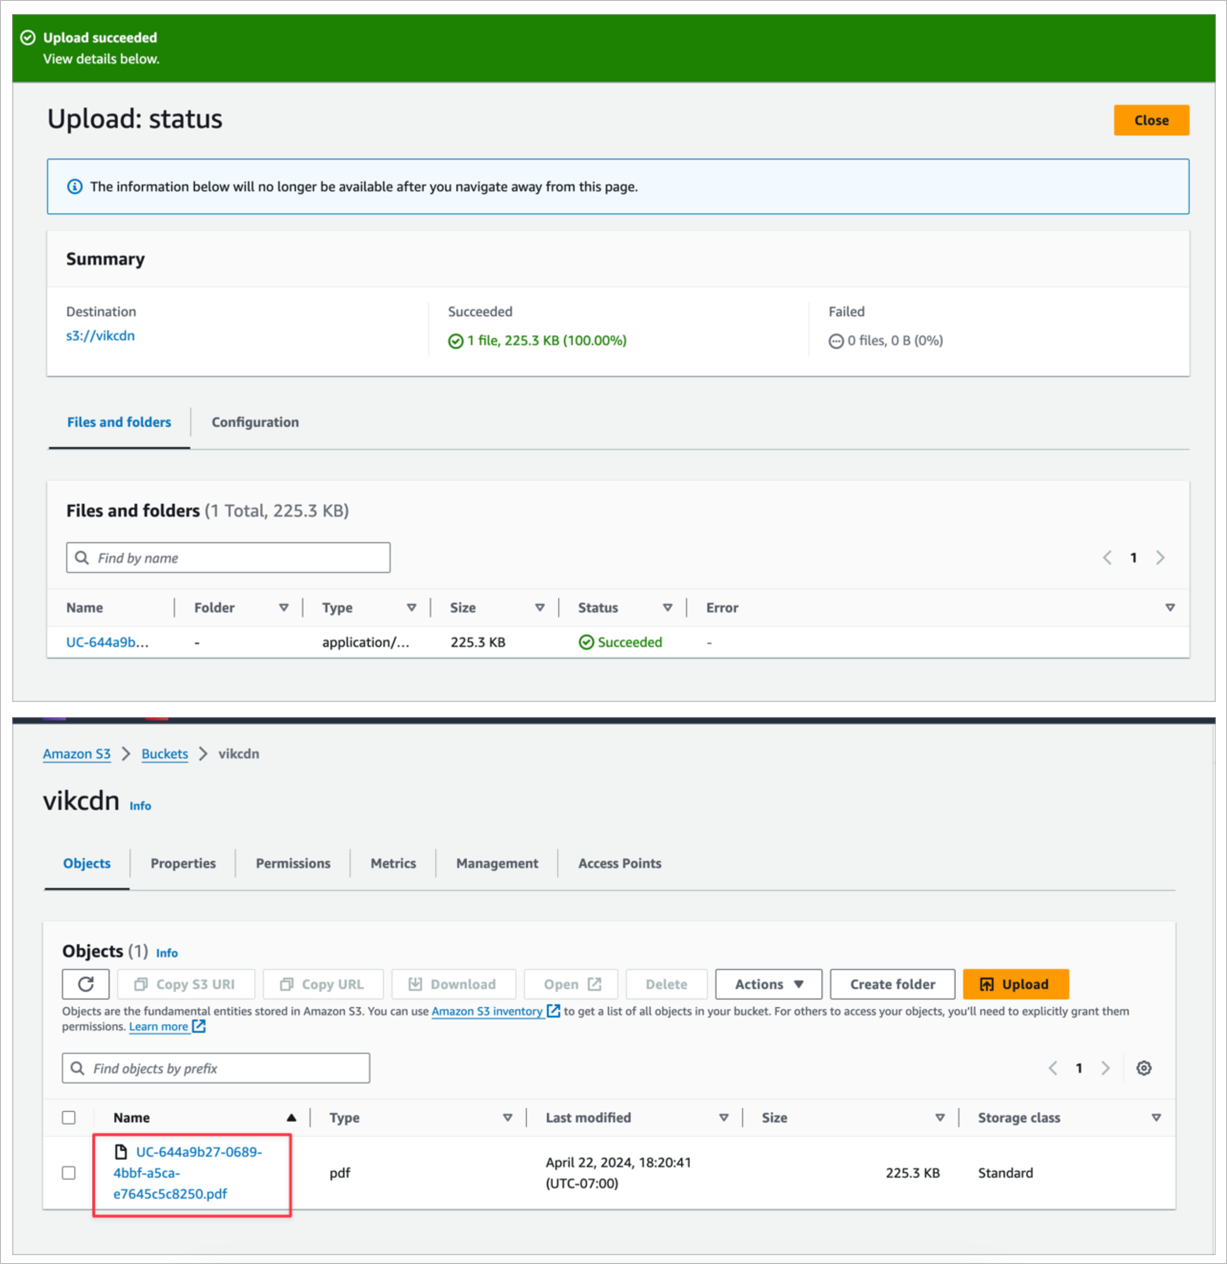 Upload succeeded
View details below.
Upload: status
Close
The information below will no longer be available after you navigate away from this page.
Summary
Destination
s3://vikcdn
Succeeded
1 file, 225.3 KB (100.00%)
Failed
0 files, 0 B (0%)
Files and folders
Configuration
Files and folders (1 Total, 225.3 KB)
Find by name
1
Name
Folder
Type
Size
Status
Error
UC-644a9b...
-
application/...
225.3 KB
Succeeded
-
Amazon S3
Buckets
vikcdn
vikcdn Info
Objects
Properties
Permissions
Metrics
Management
Access Points
Objects (1) Info
Copy S3 URI
Copy URL
Download
Open
Delete
Actions
Create folder
Upload
Objects are the fundamental entities stored in Amazon S3. You can use Amazon S3 inventory to get a list of all objects in your bucket. For others to access your objects, you'll need to explicitly grant them
permissions. Learn more
Find objects by prefix
1
Name
Type
Last modified
Size
Storage class
UC-644a9b27-0689-
4bbf-a5ca-
e7645c5c8250.pdf
pdf
April 22, 2024, 18:20:41
(UTC-07:00)
225.3 KB
Standard